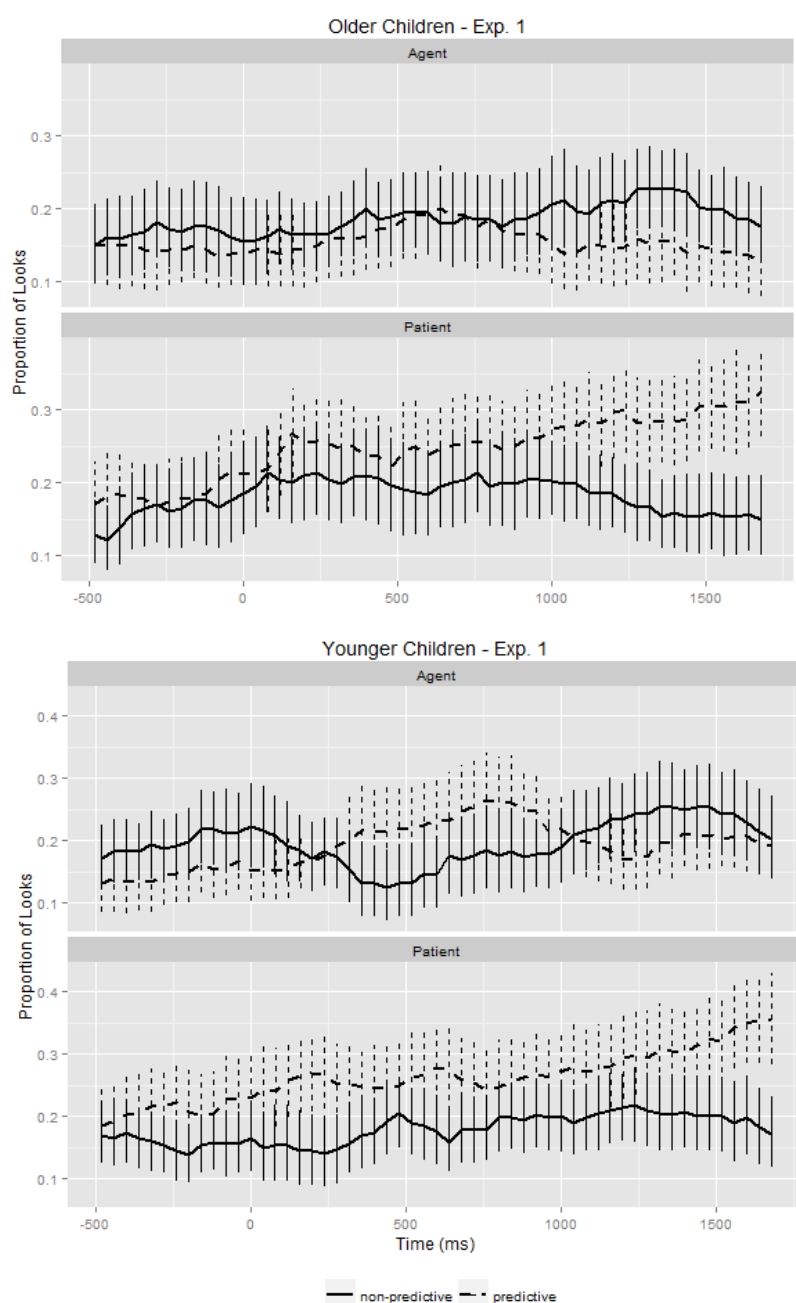 Older Children - Exp. 1
Agent
0.3
0.2
0.1
Patient
0.3
0.2
0.1
Proportion of Looks
-500 0 500 1000 1500
Younger Children - Exp. 1
Agent
0.4
0.3
0.2
0.1
Patient
0.4
0.3
0.2
0.1
Proportion of Looks
-500 0 500 1000 1500
Time (ms)
non-predictive predictive